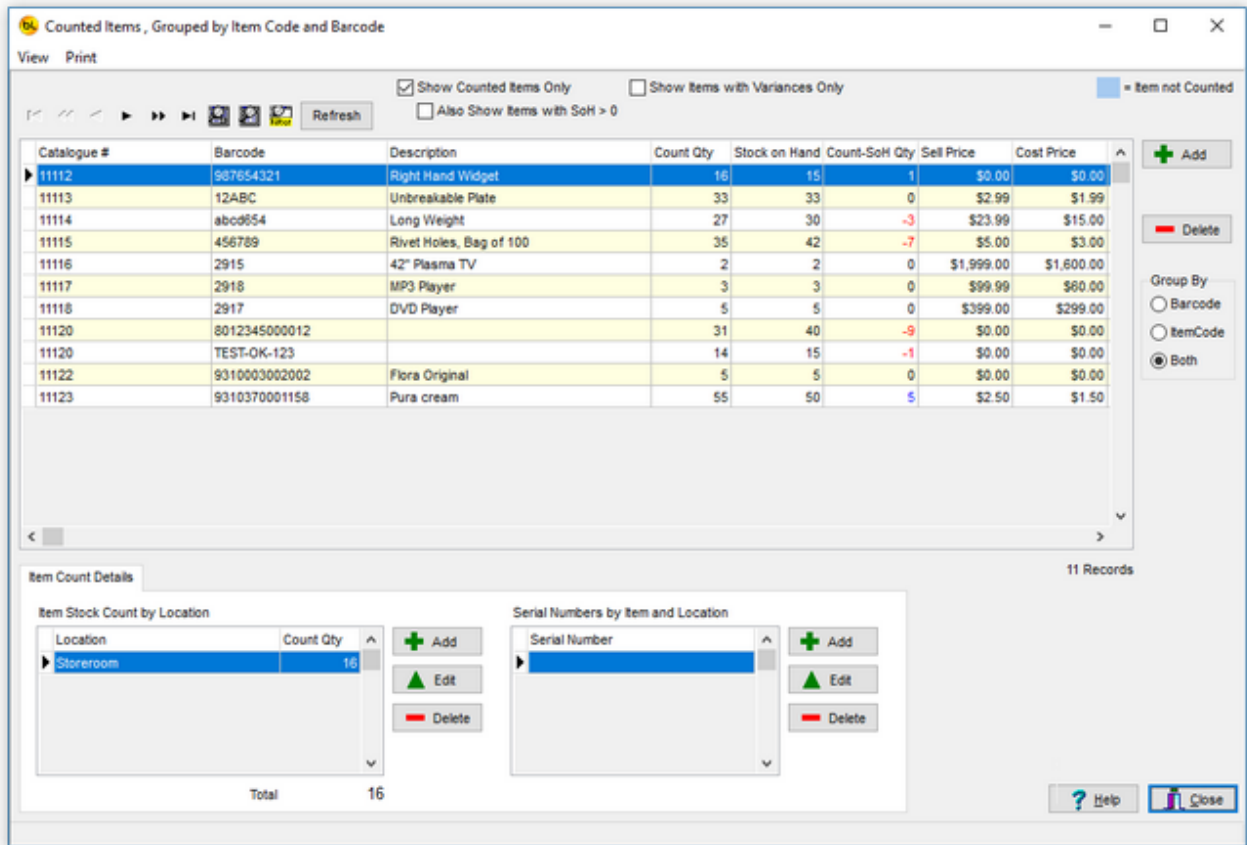 bL Counted Items , Grouped by Item Code and Barcode
View Print
Show Counted Items Only Show Items with Variances Only = Item not Counted
Also Show Items with SoH > 0
Refresh
Catalogue # Barcode Description Count Qty Stock on Hand Count-SoH Qty Sell Price Cost Price
11112 987654321 Right Hand Widget 16 15 1 $0.00 $0.00
11113 12ABC Unbreakable Plate 33 33 0 $2.99 $1.99
11114 abcd654 Long Weight 27 30 -3 $23.99 $15.00
11115 456789 Rivet Holes, Bag of 100 35 42 -7 $5.00 $3.00
11116 2915 42" Plasma TV 2 2 0 $1,999.00 $1,600.00
11117 2918 MP3 Player 3 3 0 $99.99 $60.00
11118 2917 DVD Player 5 5 0 $399.00 $299.00
11120 8012345000012 31 40 -9 $0.00 $0.00
11120 TEST-OK-123 14 15 -1 $0.00 $0.00
11122 9310003002002 Flora Original 5 5 0 $0.00 $0.00
11123 9310370001158 Pura cream 55 50 5 $2.50 $1.50
Add
Delete
Group By
Barcode
ItemCode
Both
11 Records
Item Count Details
Item Stock Count by Location
Location Count Qty
Storeroom 16
Add
Edit
Delete
Total 16
Serial Numbers by Item and Location
Serial Number
Add
Edit
Delete
Help
Close